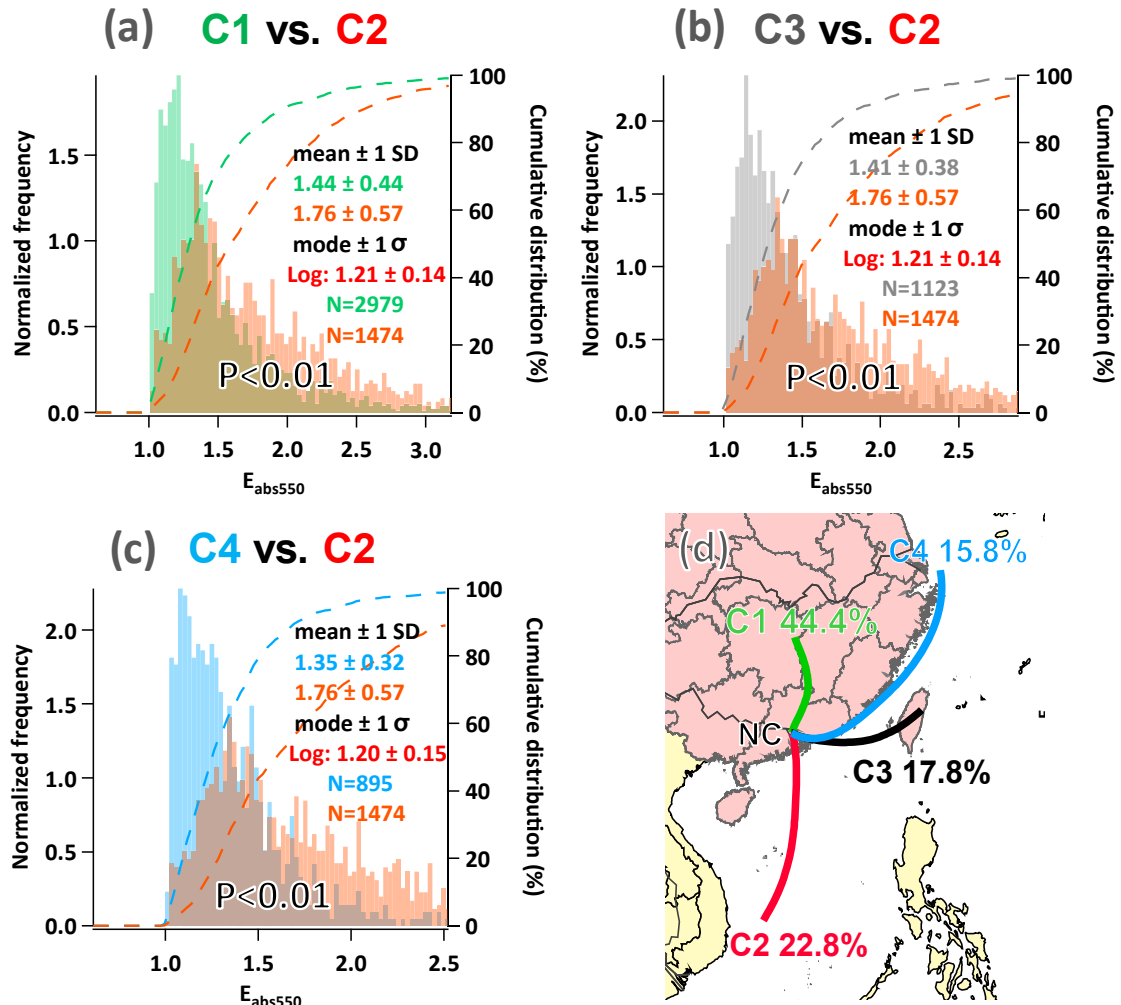 (a) C1 vs. C2
Normalized frequency
1.5
1.0
0.5
0.0
1.0 1.5 2.0 2.5 3.0
E_abs550
100
80
60
40
20
0
Cumulative distribution (%)
mean ± 1 SD
1.44 ± 0.44
1.76 ± 0.57
mode ± 1 σ
Log: 1.21 ± 0.14
N=2979
N=1474
P<0.01
(b) C3 vs. C2
Normalized frequency
2.0
1.5
1.0
0.5
0.0
1.0 1.5 2.0 2.5
E_abs550
100
80
60
40
20
0
Cumulative distribution (%)
mean ± 1 SD
1.41 ± 0.38
1.76 ± 0.57
mode ± 1 σ
Log: 1.21 ± 0.14
N=1123
N=1474
P<0.01
(c) C4 vs. C2
Normalized frequency
2.0
1.5
1.0
0.5
0.0
1.0 1.5 2.0 2.5
E_abs550
100
80
60
40
20
0
Cumulative distribution (%)
mean ± 1 SD
1.35 ± 0.32
1.76 ± 0.57
mode ± 1 σ
Log: 1.20 ± 0.15
N=895
N=1474
P<0.01
(d)
C4 15.8%
C1 44.4%
NC
C3 17.8%
C2 22.8%